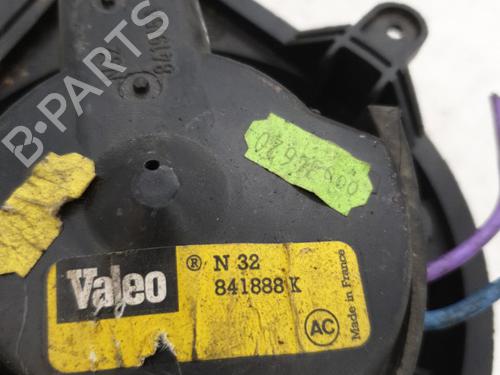 B-PARTS
Valeo
® N 32
841888 K
AC
Made in France